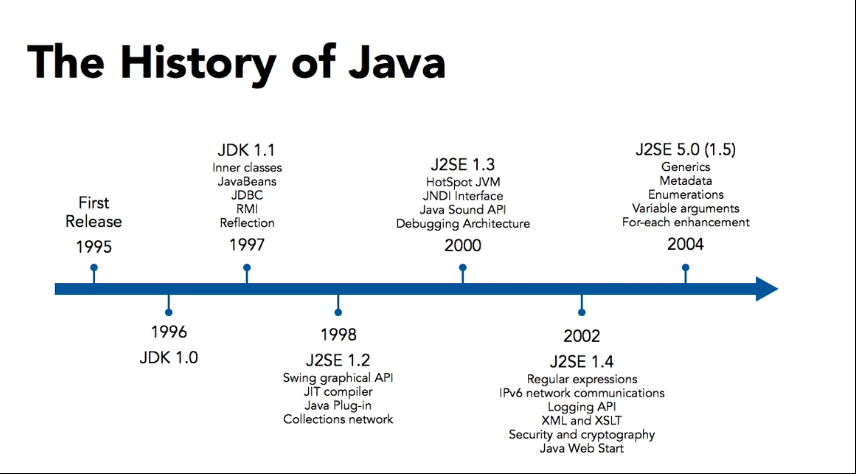 The History of Java
First
Release
1995
1996
JDK 1.0
JDK 1.1
Inner classes
JavaBeans
JDBC
RMI
Reflection
1997
1998
J2SE 1.2
Swing graphical API
JIT compiler
Java Plug-in
Collections network
J2SE 1.3
HotSpot JVM
JNDI Interface
Java Sound API
Debugging Architecture
2000
2002
J2SE 1.4
Regular expressions
IPv6 network communications
Logging API
XML and XSLT
Security and cryptography
Java Web Start
J2SE 5.0 (1.5)
Generics
Metadata
Enumerations
Variable arguments
For-each enhancement
2004